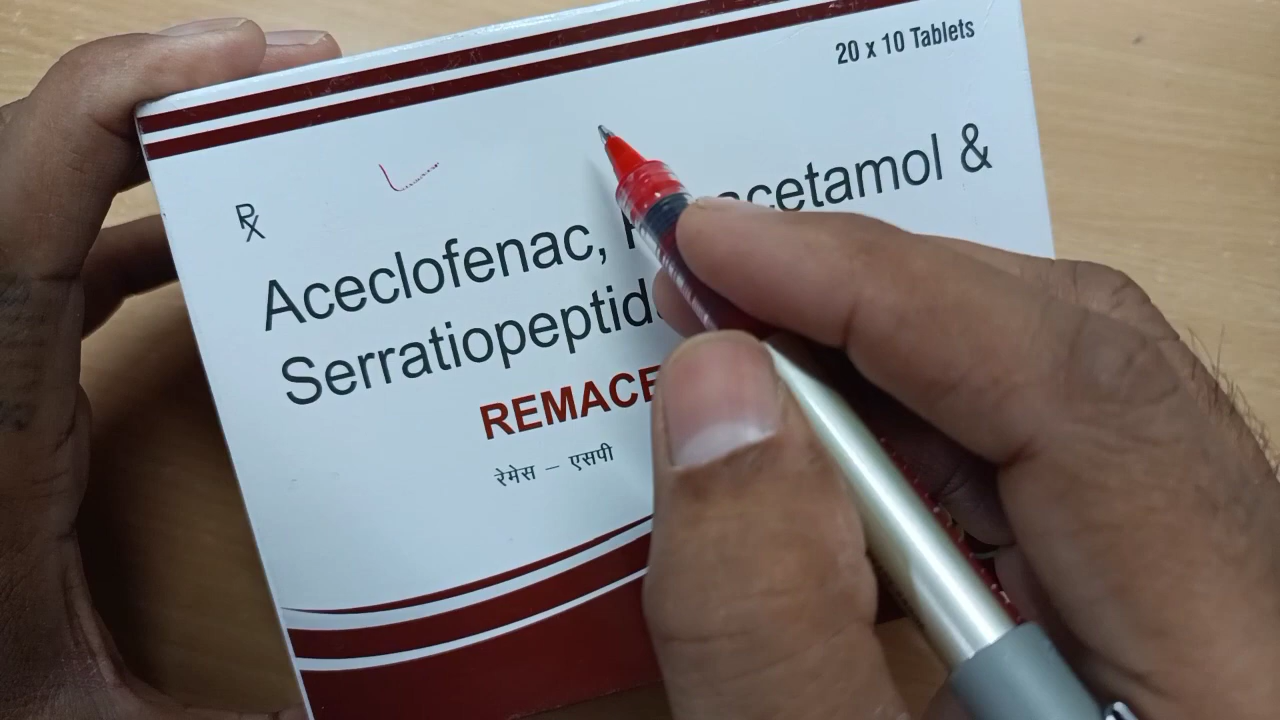 20 x 10 Tablets
Rx
Aceclofenac, acetamol &
Serratiopeptid
REMACE
रेमेस – एसपी